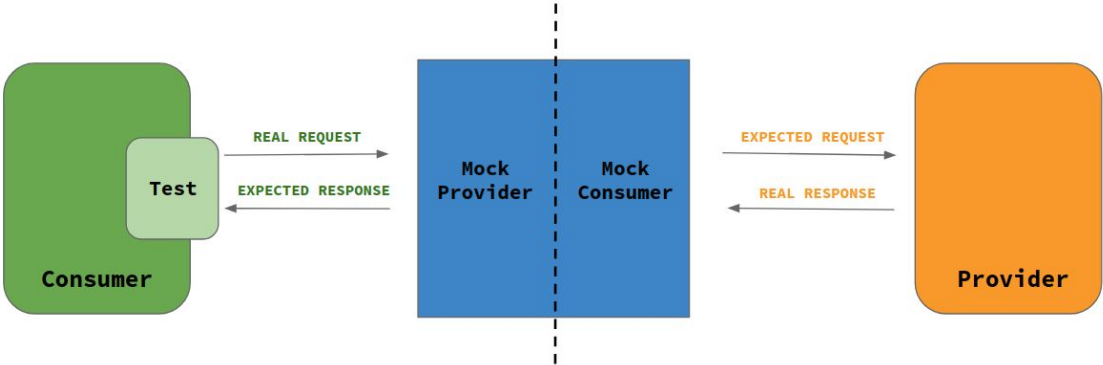 REAL REQUEST
EXPECTED RESPONSE
Test
Consumer
Mock
Provider
Mock
Consumer
EXPECTED REQUEST
REAL RESPONSE
Provider